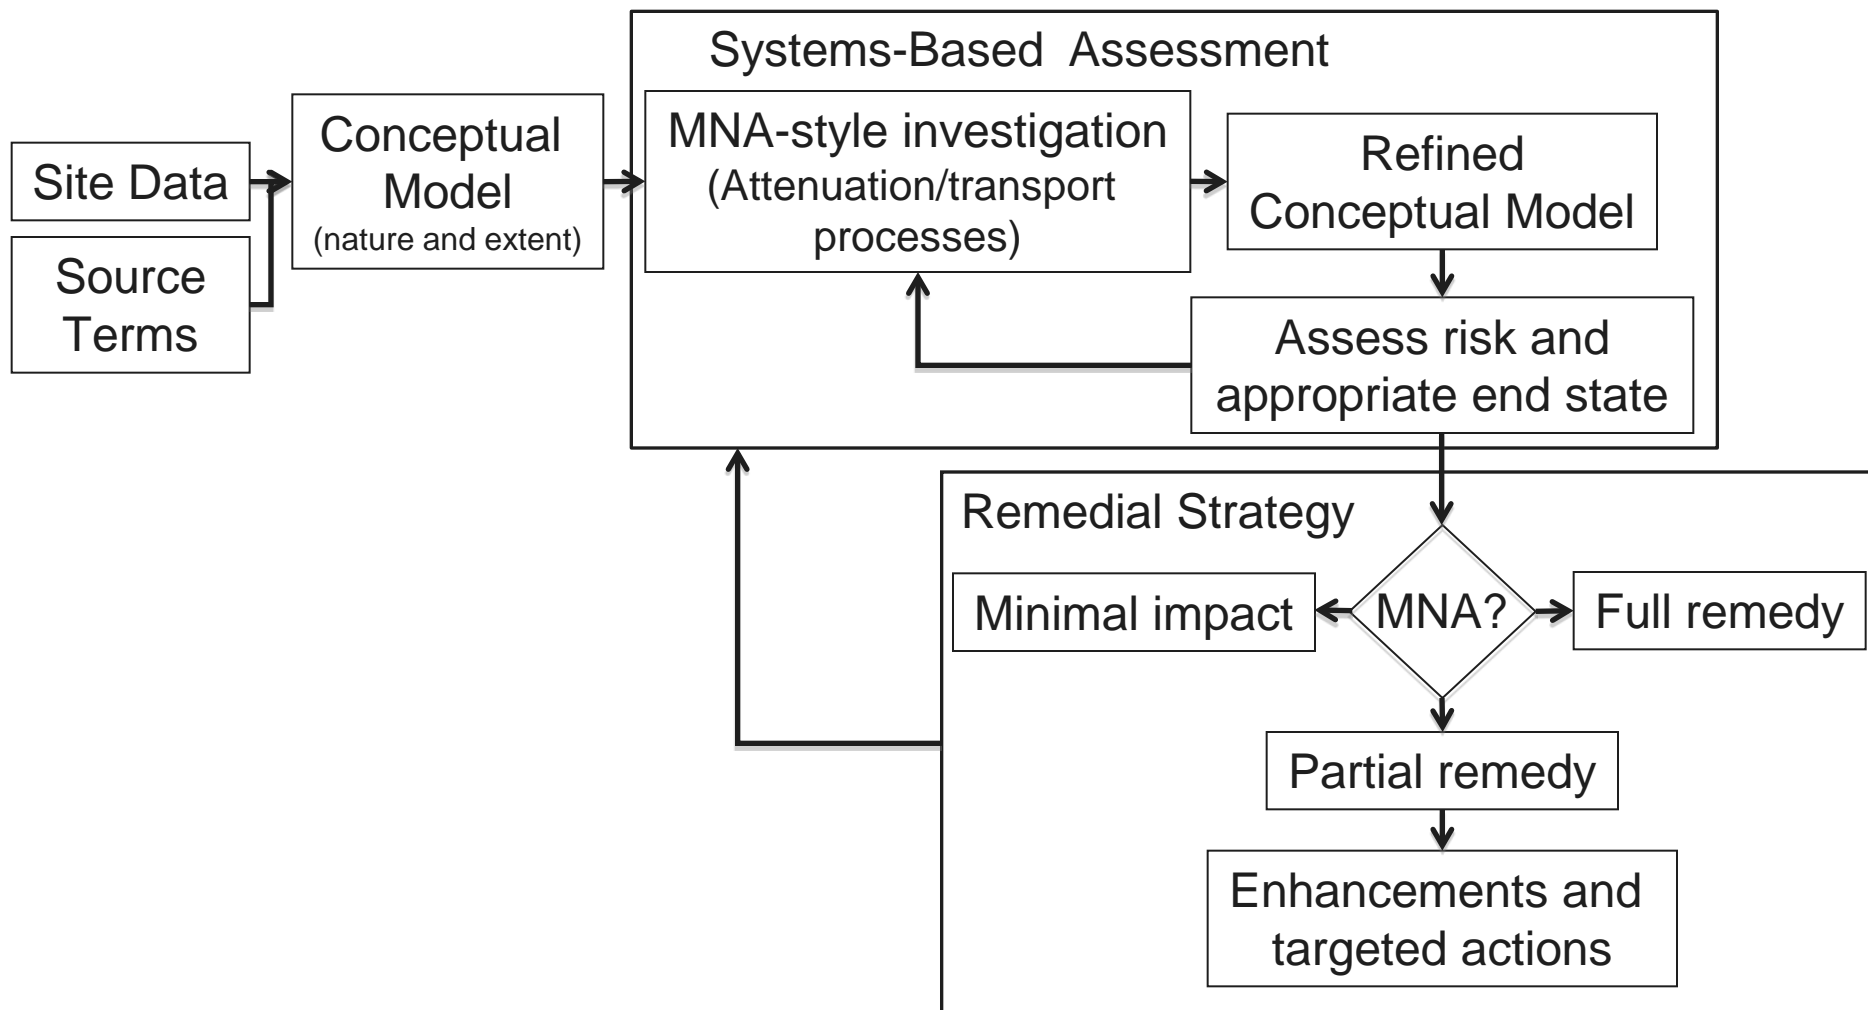 Systems-Based Assessment
Site Data
Source
Terms
Conceptual
Model
(nature and extent)
MNA-style investigation
(Attenuation/transport
processes)
Refined
Conceptual Model
Assess risk and
appropriate end state
Remedial Strategy
Minimal impact
MNA?
Full remedy
Partial remedy
Enhancements and
targeted actions